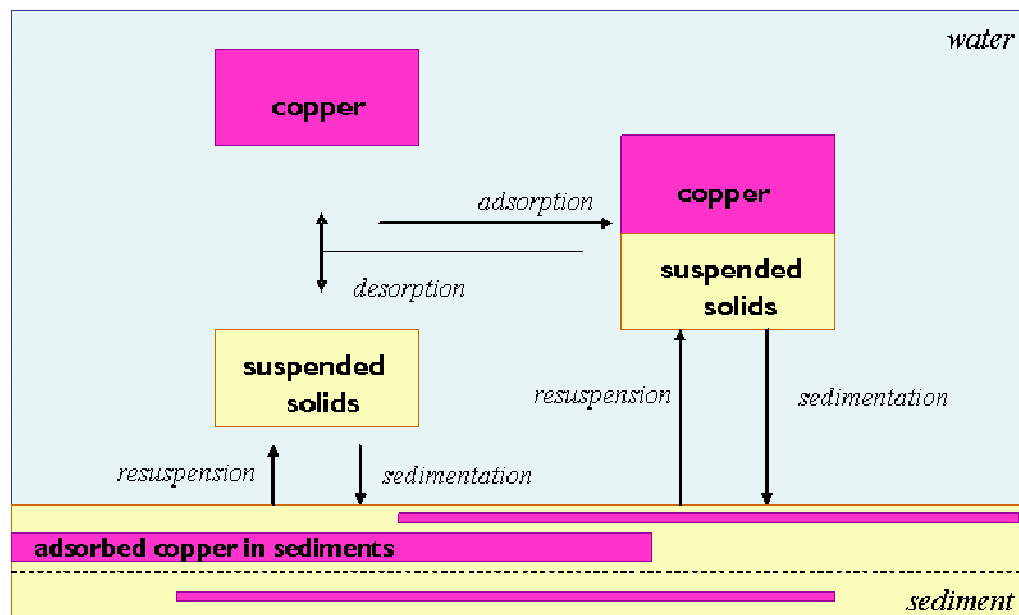 water
copper
adsorption
copper
desorption
suspended
solids
suspended
solids
resuspension
sedimentation
resuspension
sedimentation
adsorbed copper in sediments
sediment